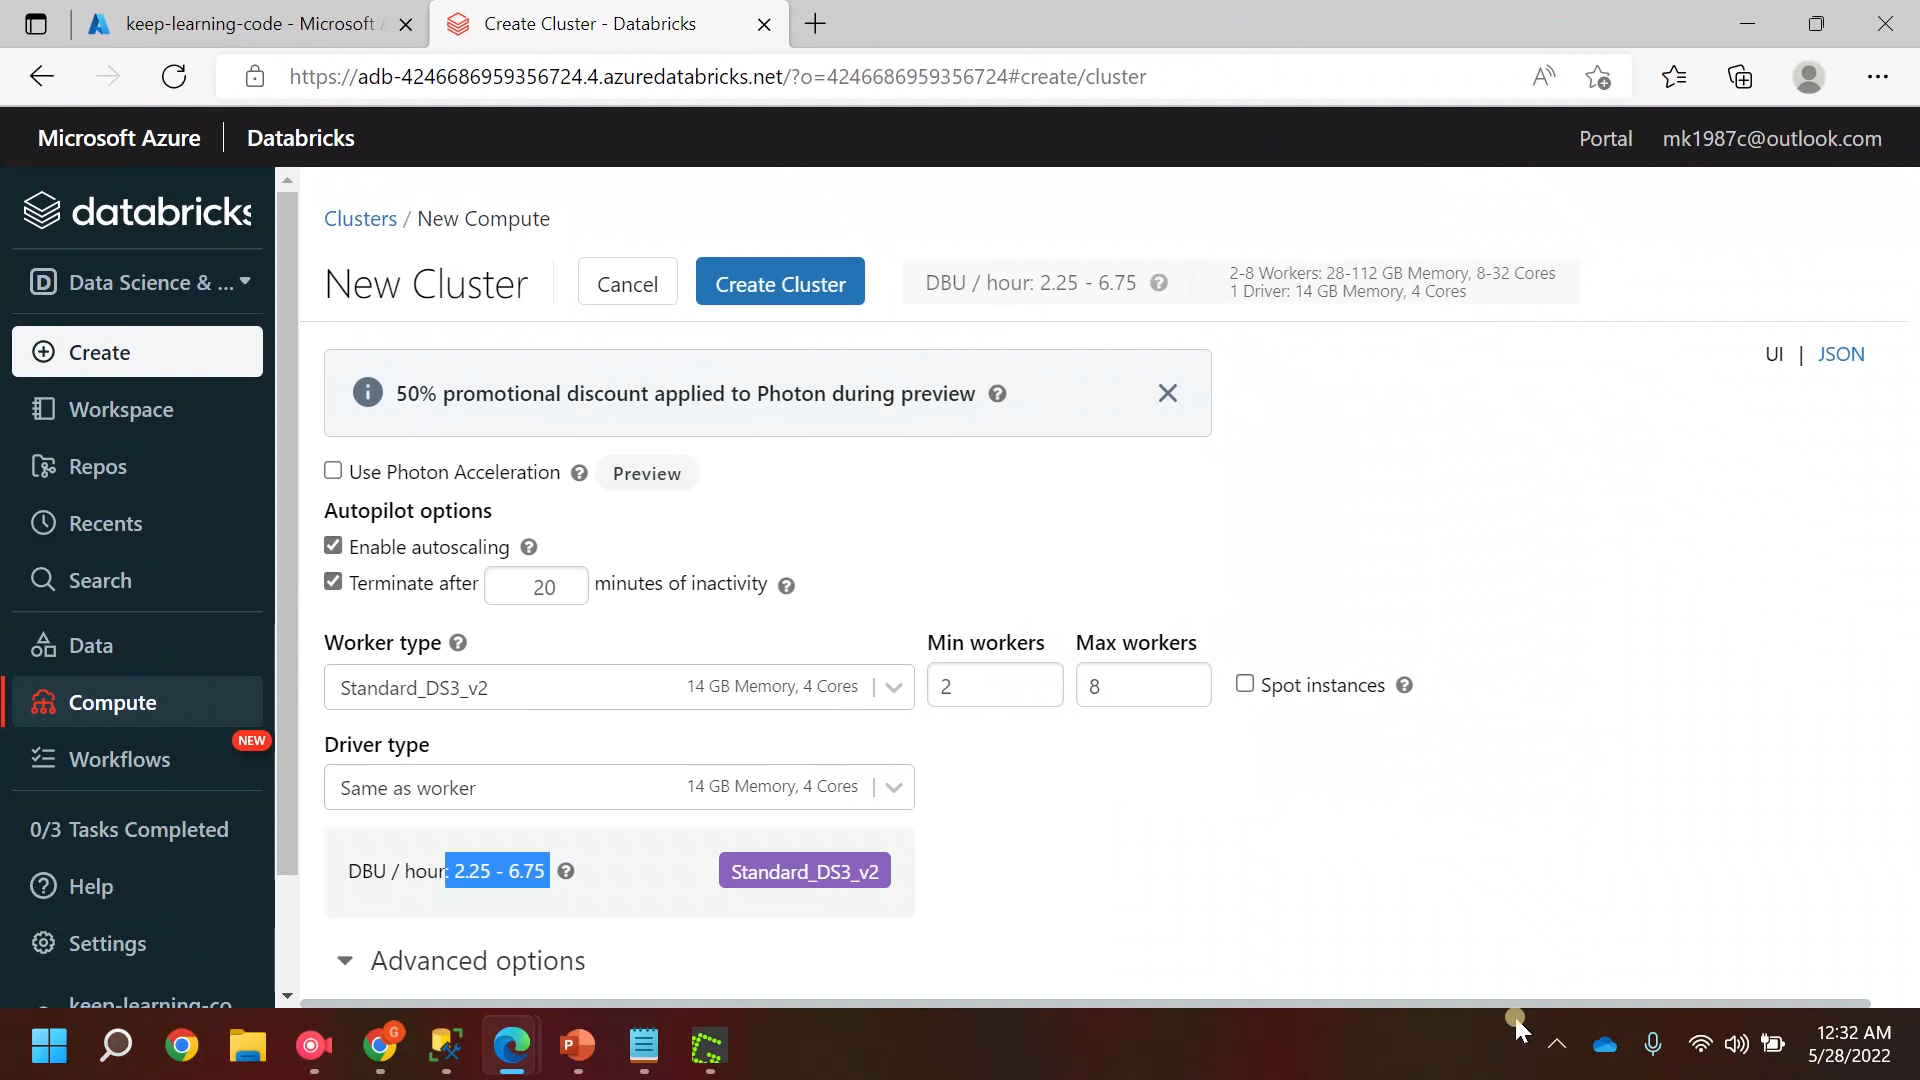 keep-learning-code - Microsoft A
Create Cluster - Databricks
https://adb-4246686959356724.4.azuredatabricks.net/?o=4246686959356724#create/cluster
Microsoft Azure
Databricks
Portal
mk1987c@outlook.com
databricks
Data Science & ...
Create
Workspace
Repos
Recents
Search
Data
Compute
NEW
Workflows
0/3 Tasks Completed
Help
Settings
keep-learning-co
Clusters / New Compute
New Cluster
Cancel
Create Cluster
DBU / hour: 2.25 - 6.75
2-8 Workers: 28-112 GB Memory, 8-32 Cores
1 Driver: 14 GB Memory, 4 Cores
UI | JSON
50% promotional discount applied to Photon during preview
Use Photon Acceleration
Preview
Autopilot options
Enable autoscaling
Terminate after 20 minutes of inactivity
Worker type
Min workers
Max workers
Standard_DS3_v2
14 GB Memory, 4 Cores
2
8
Spot instances
Driver type
Same as worker
14 GB Memory, 4 Cores
DBU / hour: 2.25 - 6.75
Standard_DS3_v2
Advanced options
G
P
12:32 AM
5/28/2022